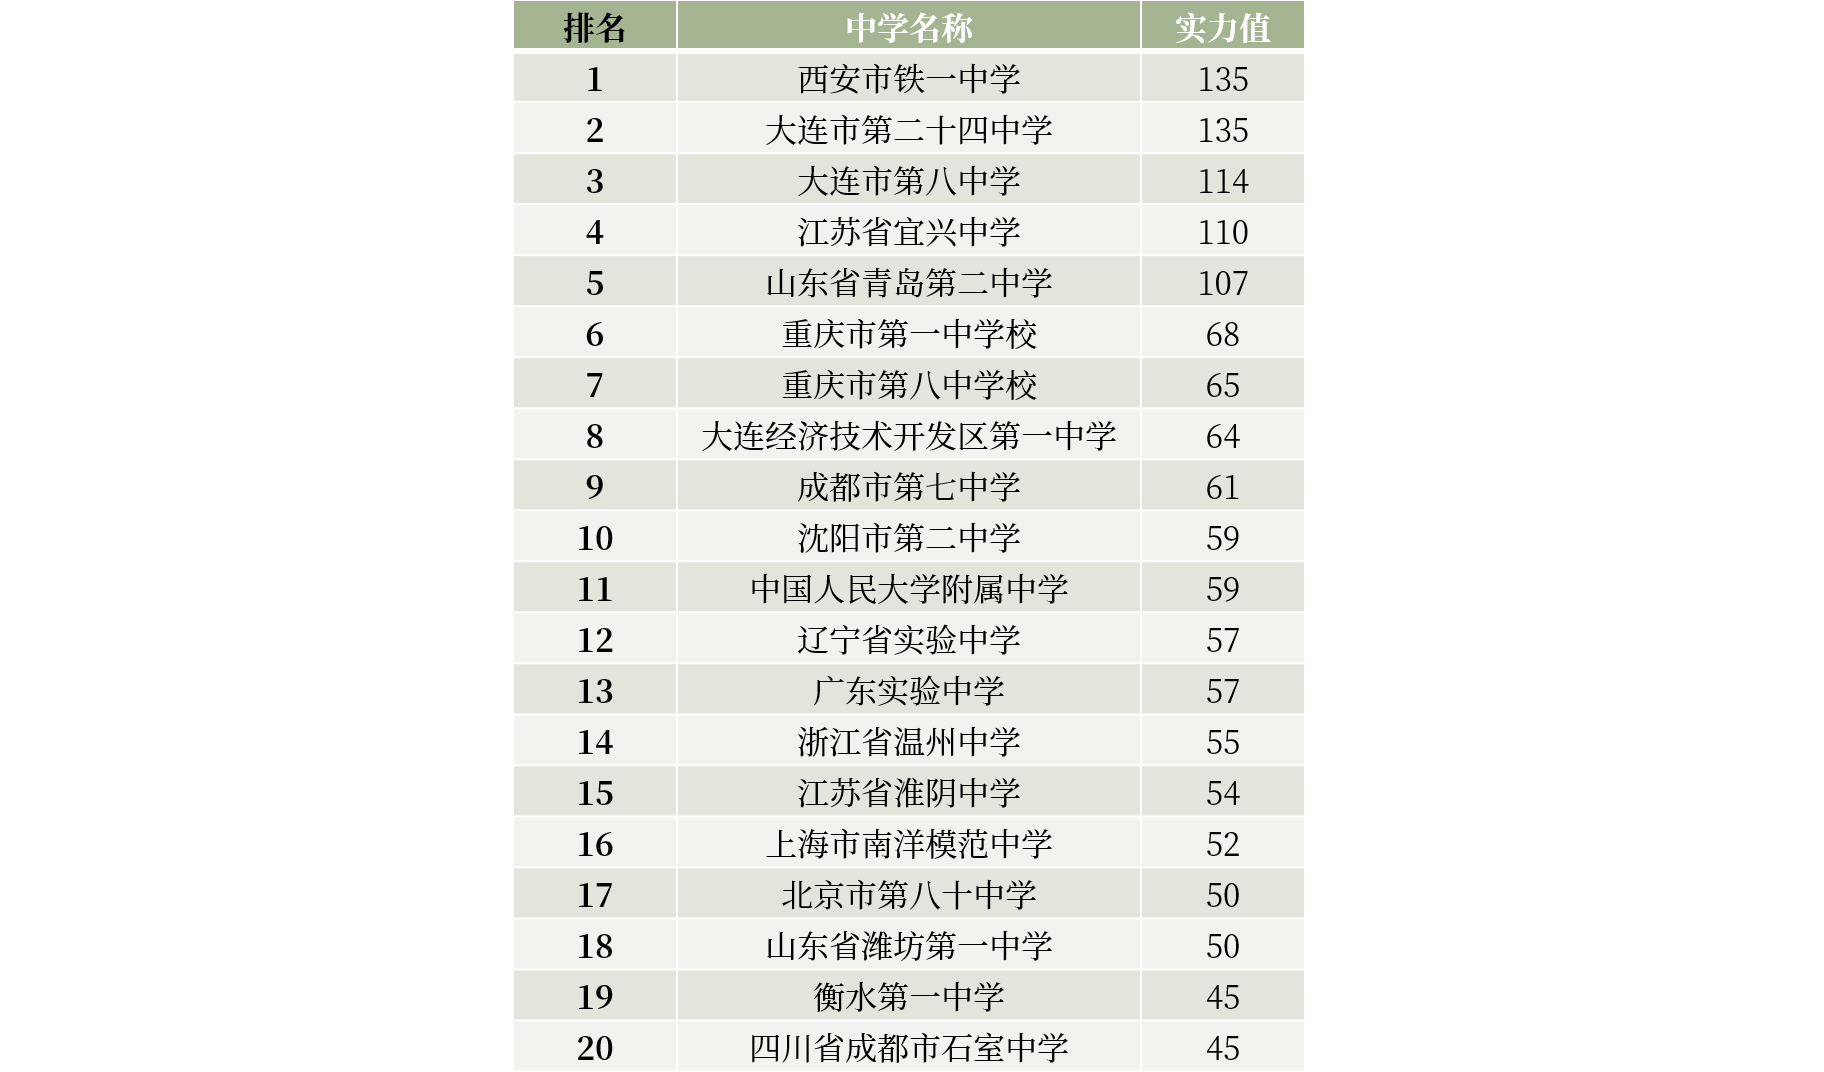 排名 中学名称 实力值
1 西安市铁一中学 135
2 大连市第二十四中学 135
3 大连市第八中学 114
4 江苏省宜兴中学 110
5 山东省青岛第二中学 107
6 重庆市第一中学校 68
7 重庆市第八中学校 65
8 大连经济技术开发区第一中学 64
9 成都市第七中学 61
10 沈阳市第二中学 59
11 中国人民大学附属中学 59
12 辽宁省实验中学 57
13 广东实验中学 57
14 浙江省温州中学 55
15 江苏省淮阴中学 54
16 上海市南洋模范中学 52
17 北京市第八十中学 50
18 山东省潍坊第一中学 50
19 衡水第一中学 45
20 四川省成都市石室中学 45